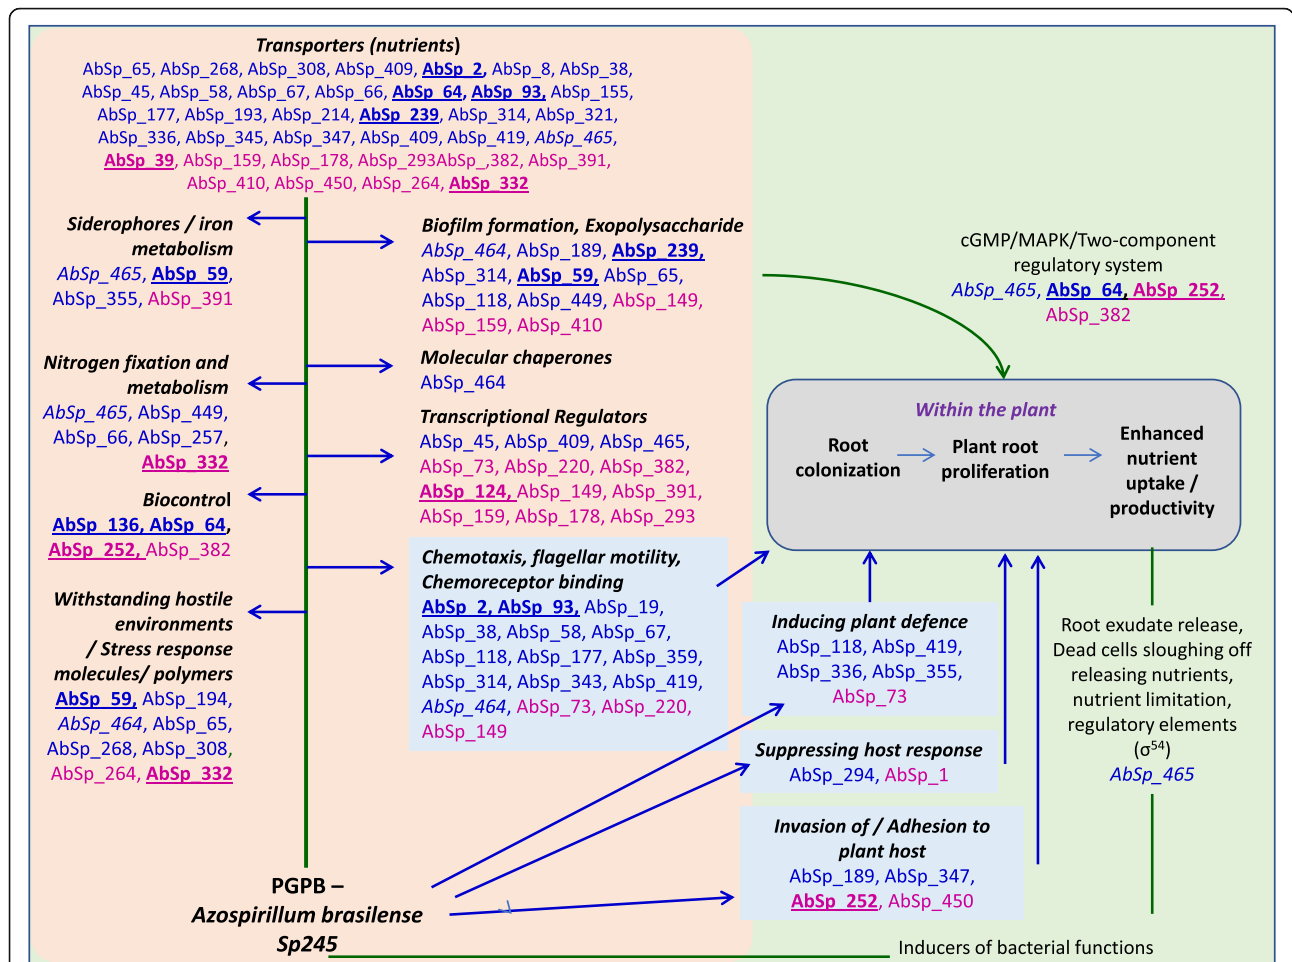 Transporters (nutrients)
AbSp_65, AbSp_268, AbSp_308, AbSp_409, AbSp_2, AbSp_8, AbSp_38,
AbSp_45, AbSp_58, AbSp_67, AbSp_66, AbSp_64, AbSp_93, AbSp_155,
AbSp_177, AbSp_193, AbSp_214, AbSp_239, AbSp_314, AbSp_321,
AbSp_336, AbSp_345, AbSp_347, AbSp_409, AbSp_419, AbSp_465,
AbSp_39, AbSp_159, AbSp_178, AbSp_293AbSp_,382, AbSp_391,
AbSp_410, AbSp_450, AbSp_264, AbSp_332
Siderophores / iron
metabolism
AbSp_465, AbSp_59,
AbSp_355, AbSp_391
Nitrogen fixation and
metabolism
AbSp_465, AbSp_449,
AbSp_66, AbSp_257,
AbSp_332
Biocontrol
AbSp_136, AbSp_64,
AbSp_252, AbSp_382
Withstanding hostile
environments
/ Stress response
molecules/ polymers
AbSp_59, AbSp_194,
AbSp_464, AbSp_65,
AbSp_268, AbSp_308,
AbSp_264, AbSp_332
Biofilm formation, Exopolysaccharide
AbSp_464, AbSp_189, AbSp_239,
AbSp_314, AbSp_59, AbSp_65,
AbSp_118, AbSp_449, AbSp_149,
AbSp_159, AbSp_410
Molecular chaperones
AbSp_464
Transcriptional Regulators
AbSp_45, AbSp_409, AbSp_465,
AbSp_73, AbSp_220, AbSp_382,
AbSp_124, AbSp_149, AbSp_391,
AbSp_159, AbSp_178, AbSp_293
Chemotaxis, flagellar motility,
Chemoreceptor binding
AbSp_2, AbSp_93, AbSp_19,
AbSp_38, AbSp_58, AbSp_67,
AbSp_118, AbSp_177, AbSp_359,
AbSp_314, AbSp_343, AbSp_419,
AbSp_464, AbSp_73, AbSp_220,
AbSp_149
PGPB –
Azospirillum brasilense
Sp245
cGMP/MAPK/Two-component
regulatory system
AbSp_465, AbSp_64, AbSp_252,
AbSp_382
Within the plant
Root
colonization
Plant root
proliferation
Enhanced
nutrient
uptake /
productivity
Inducing plant defence
AbSp_118, AbSp_419,
AbSp_336, AbSp_355,
AbSp_73
Suppressing host response
AbSp_294, AbSp_1
Invasion of / Adhesion to
plant host
AbSp_189, AbSp_347,
AbSp_252, AbSp_450
Root exudate release,
Dead cells sloughing off
releasing nutrients,
nutrient limitation,
regulatory elements
(σ54)
AbSp_465
Inducers of bacterial functions